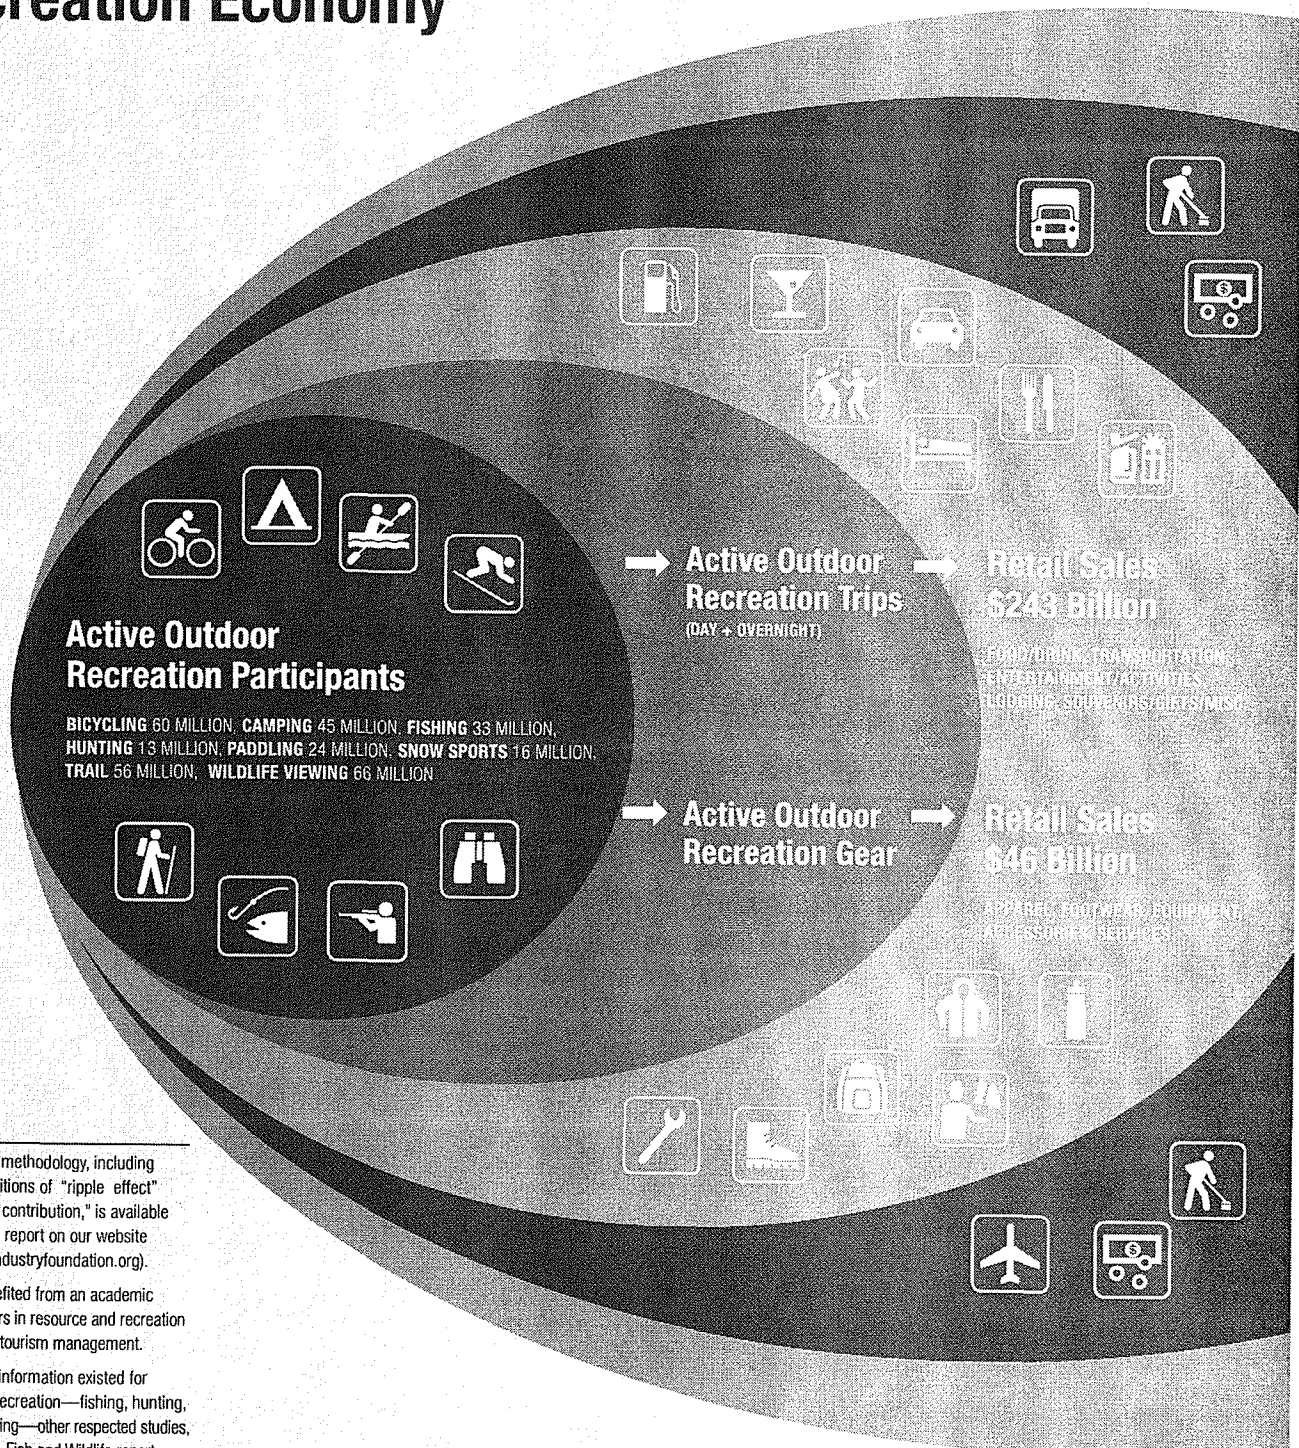 creation Economy
Active Outdoor
Recreation Participants
BICYCLING 60 MILLION, CAMPING 45 MILLION, FISHING 33 MILLION,
HUNTING 13 MILLION, PADDLING 24 MILLION, SNOW SPORTS 16 MILLION,
TRAIL 56 MILLION, WILDLIFE VIEWING 66 MILLION
Active Outdoor
Recreation Trips
(DAY + OVERNIGHT)
Retail Sales
$243 Billion
FOOD/DRINK, TRANSPORTATION,
ENTERTAINMENT/ACTIVITIES,
LODGING, SOUVENIRS/GIFTS/MISC.
Active Outdoor
Recreation Gear
Retail Sales
$46 Billion
APPAREL, FOOTWEAR, EQUIPMENT,
ACCESSORIES, SERVICES
$
$
methodology, including
itions of "ripple effect"
contribution," is available
report on our website
dustryfoundation.org).
efited from an academic
rs in resource and recreation
tourism management.
information existed for
ecreation—fishing, hunting,
ing—other respected studies,
Fish and Wildlife report